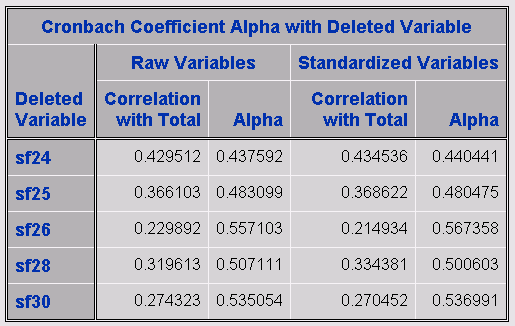 Cronbach Coefficient Alpha with Deleted Variable
Raw Variables Standardized Variables
Deleted Variable Correlation with Total Alpha Correlation with Total Alpha
sf24 0.429512 0.437592 0.434536 0.440441
sf25 0.366103 0.483099 0.368622 0.480475
sf26 0.229892 0.557103 0.214934 0.567358
sf28 0.319613 0.507111 0.334381 0.500603
sf30 0.274323 0.535054 0.270452 0.536991